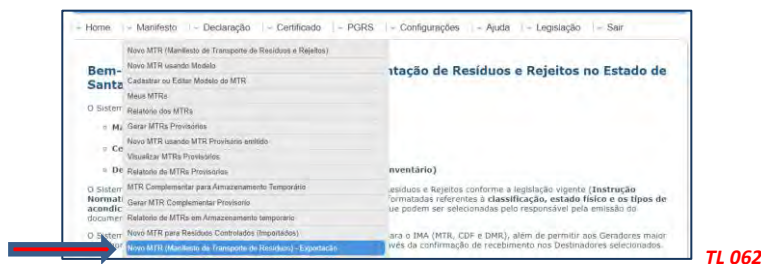 Home Manifesto Declaração Certificado PGRS Configurações Ajuda Legislação Sair
Novo MTR (Manifesto de Transporte de Resíduos e Rejeitos)
Novo MTR usando Modelo
Bem- ntação de Resíduos e Rejeitos no Estado de
Cadastrar ou Editar Modelo de MTR
Santa
Meus MTRs
O Sistem
Relatório dos MTRs
Gerar MTRs Provisórios
Ma
Novo MTR usando MTR Provisório emitido
Ce
Visualizar MTRs Provisórios
De nventário)
Relatório de MTRs Provisórios
MTR Complementar para Armazenamento Temporário
O Sistem esíduos e Rejeitos conforme a legislação vigente (Instrução
Normati ormatadas referentes à classificação, estado físico e os tipos de
Gerar MTR Complementar Provisorio
acondic ue podem ser selecionadas pelo responsável pela emissão do
documen
Relatório de MTRs em Armazenamento temporario
Novo MTR para Resíduos Controlados (Importados)
O Sistem ara o IMA (MTR, CDF e DMR), além de permitir aos Geradores maior
Novo MTR (Manifesto de Transporte de Resíduos) - Exportação
vés da confirmação de recebimento nos Destinadores selecionados.
TL 062